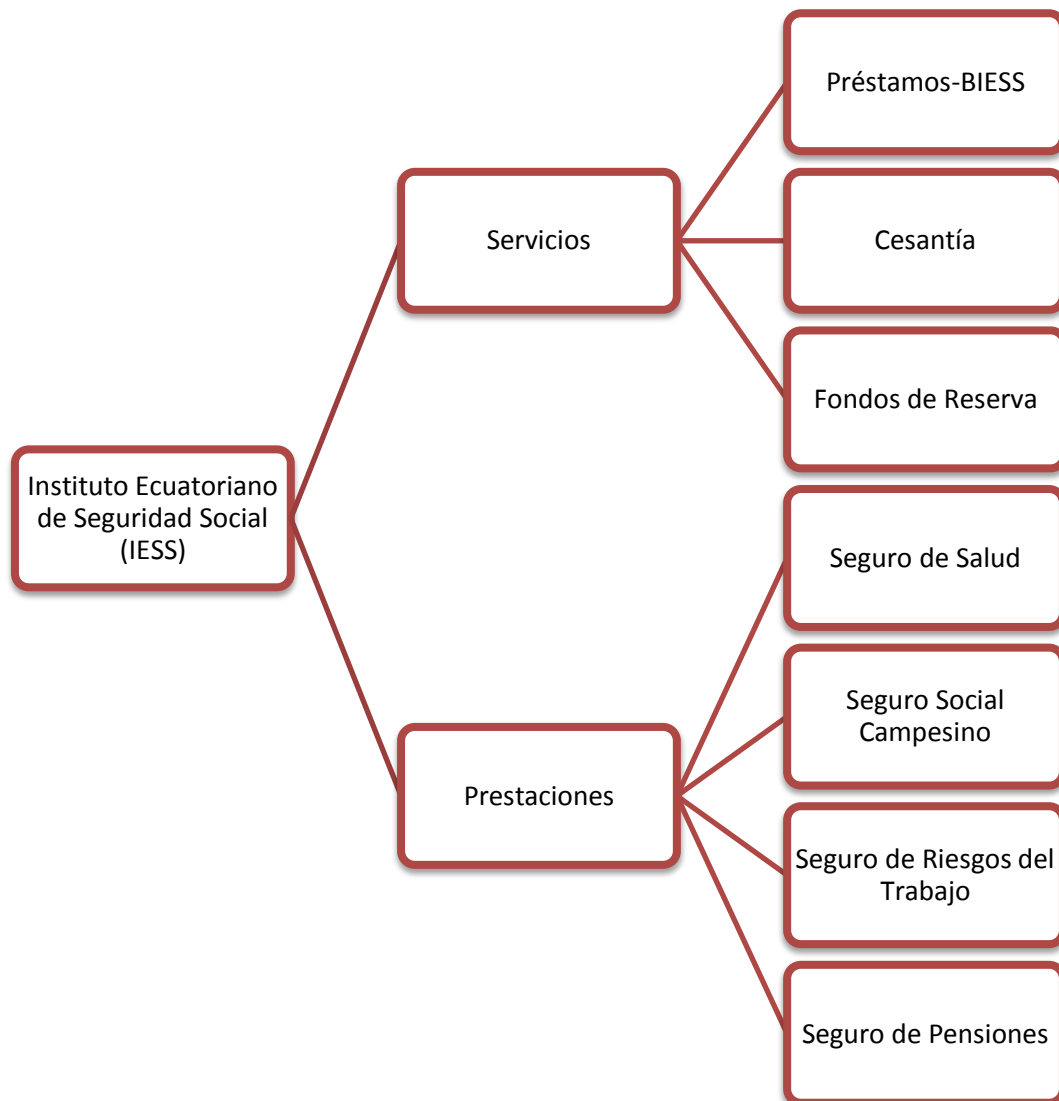 Instituto Ecuatoriano
de Seguridad Social
(IESS)
Servicios
Préstamos-BIESS
Cesantía
Fondos de Reserva
Prestaciones
Seguro de Salud
Seguro Social
Campesino
Seguro de Riesgos del
Trabajo
Seguro de Pensiones